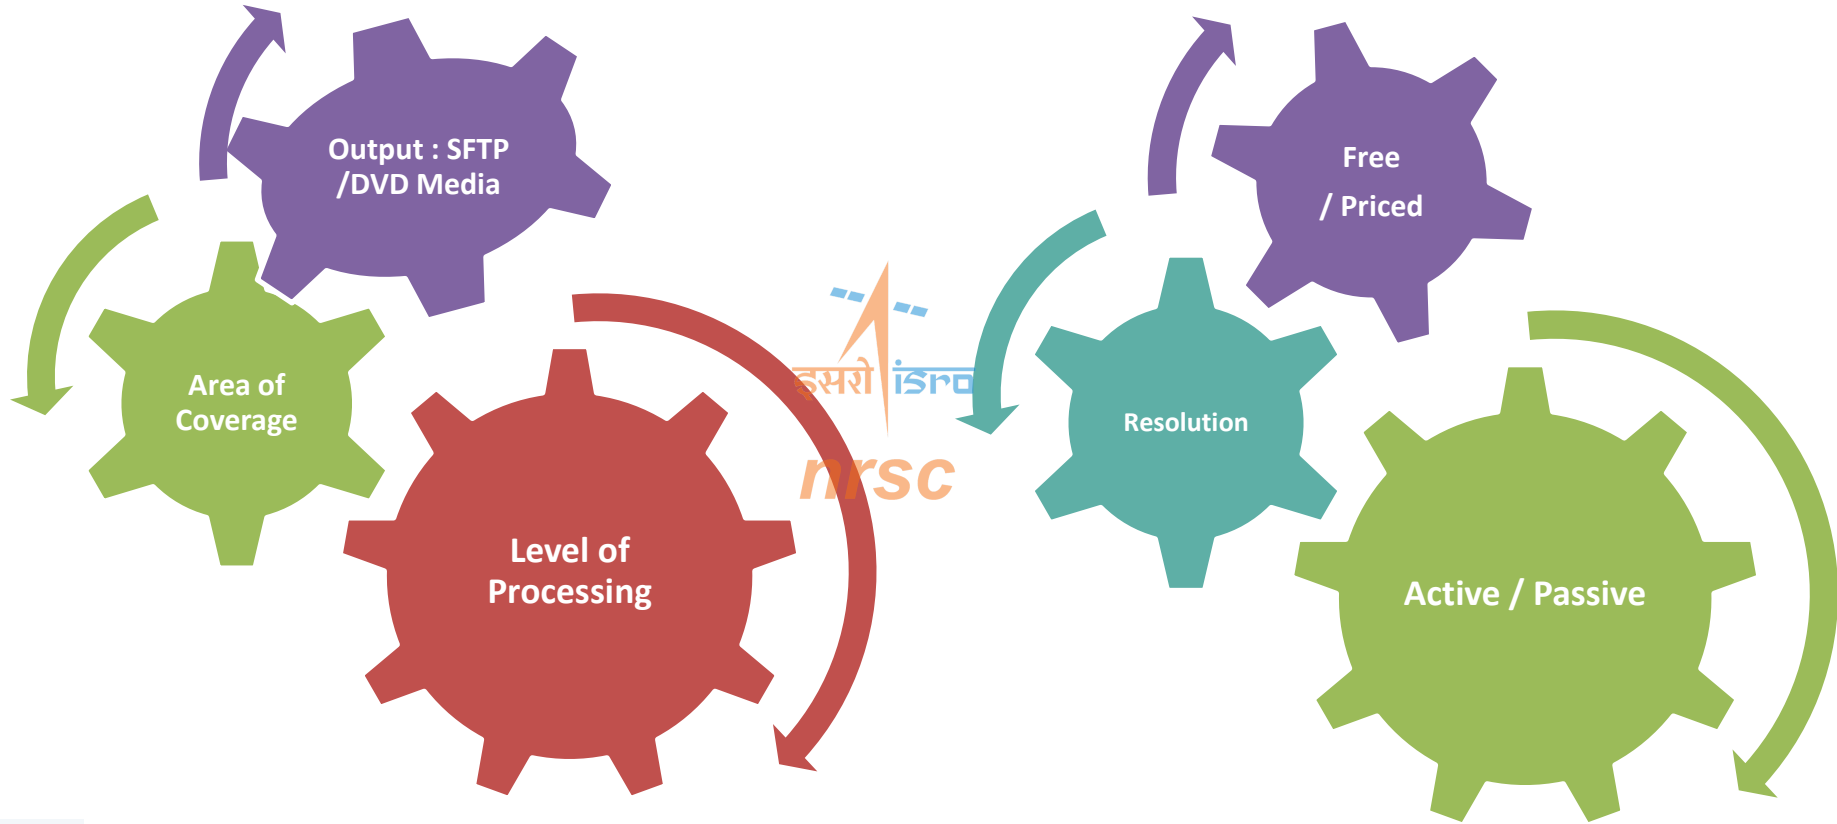 Output : SFTP
/DVD Media
Area of
Coverage
Level of
Processing
इसरो isro
nrsc
Free
/ Priced
Resolution
Active / Passive